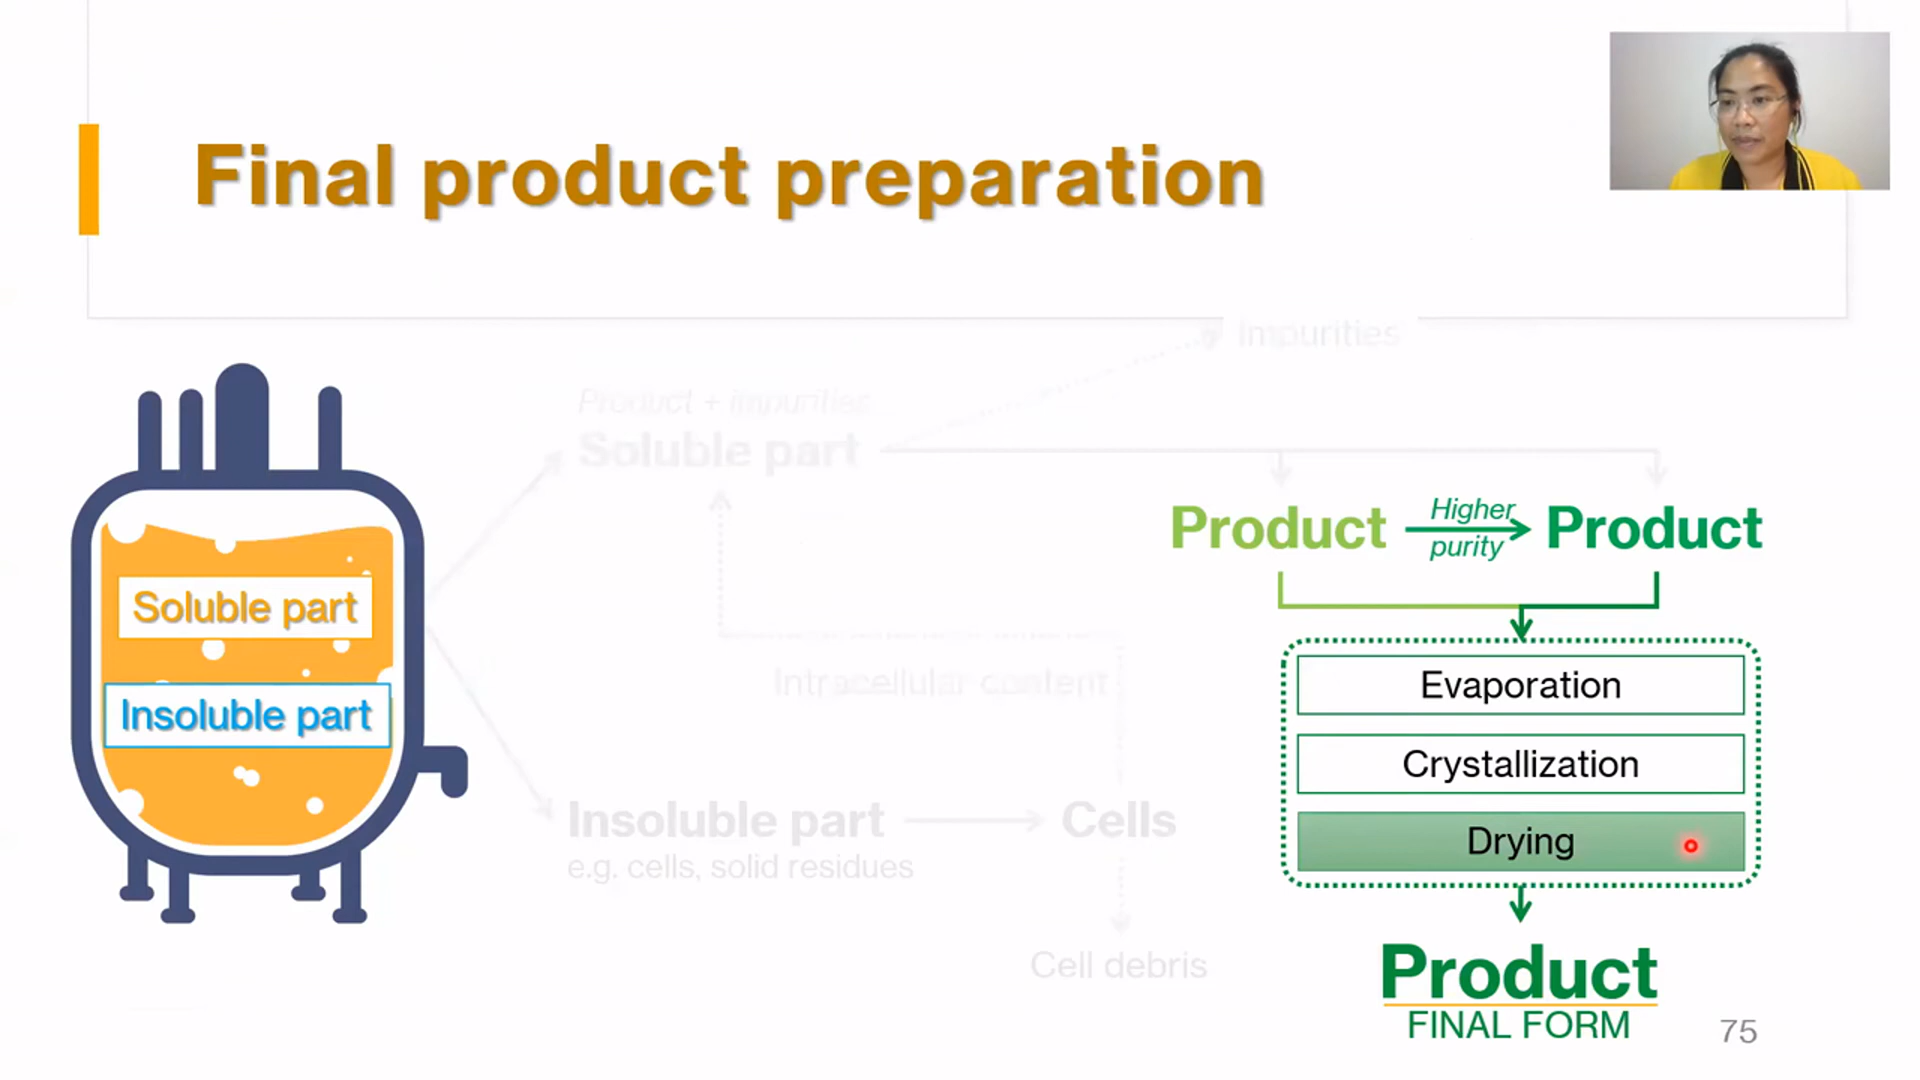 Final product preparation
Impurities
Product + impurities
Soluble part
Product
Higher
purity
Product
Soluble part
Insoluble part
Intracellular content
Evaporation
Crystallization
Drying
Insoluble part
e.g. cells, solid residues
Cells
Cell debris
Product
FINAL FORM
75